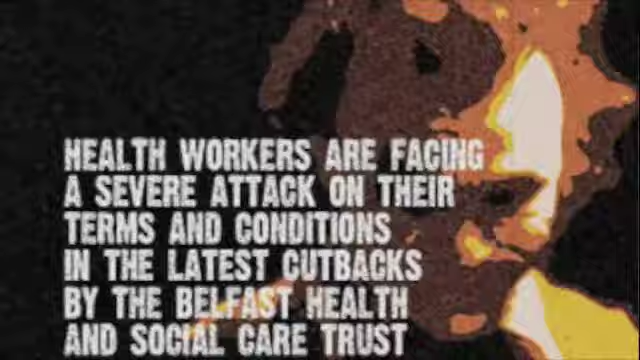 HEALTH WORKERS ARE FACING
A SEVERE ATTACK ON THEIR
TERMS AND CONDITIONS
IN THE LATEST CUTBACKS
BY THE BELFAST HEALTH
AND SOCIAL CARE TRUST